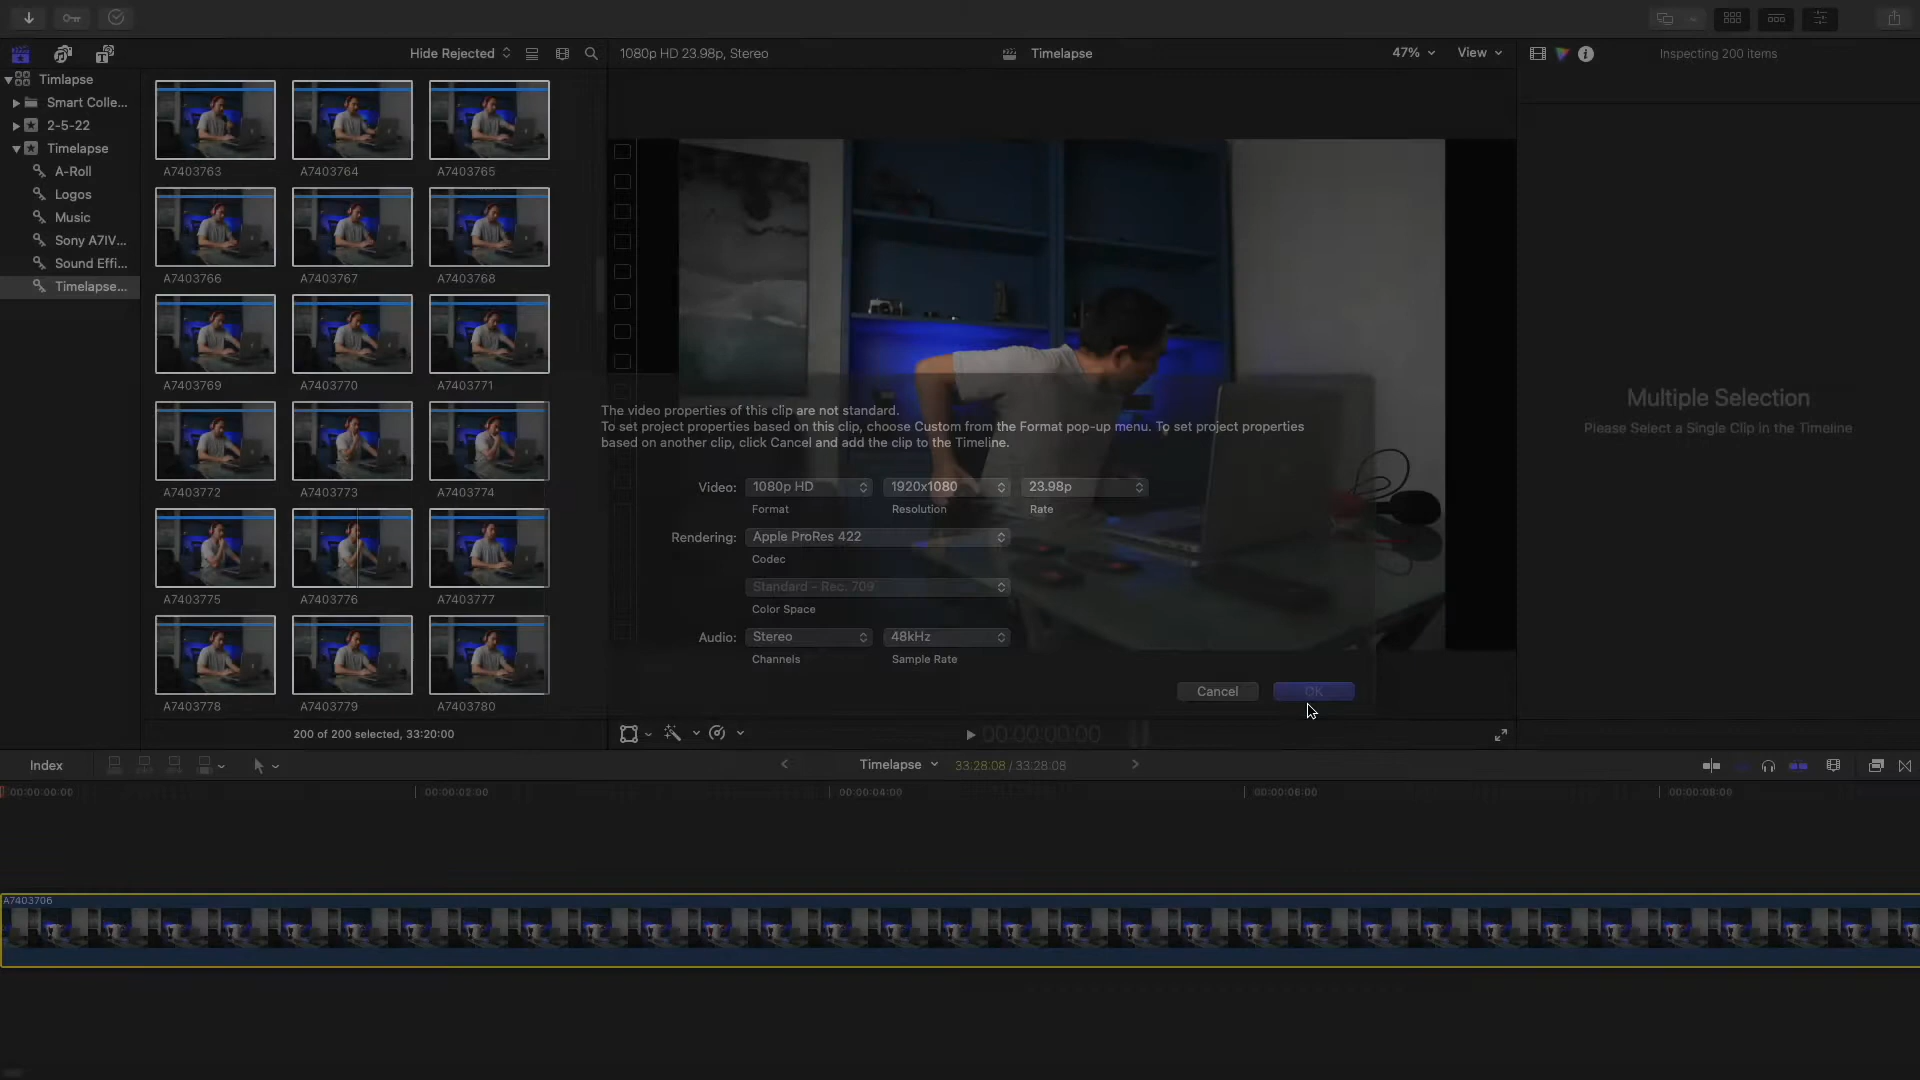 Hide Rejected
1080p HD 23.98p, Stereo
Timelapse
47%
View
Inspecting 200 items
Timlapse
Smart Colle...
2-5-22
Timelapse
A-Roll
Logos
Music
Sony A7IV...
Sound Effi...
Timelapse...
A7403763
A7403764
A7403765
A7403766
A7403767
A7403768
A7403769
A7403770
A7403771
A7403772
A7403773
A7403774
A7403775
A7403776
A7403777
A7403778
A7403779
A7403780
200 of 200 selected, 33:20:00
The video properties of this clip are not standard.
To set project properties based on this clip, choose Custom from the Format pop-up menu. To set project properties
based on another clip, click Cancel and add the clip to the Timeline.
Video:
1080p HD
1920x1080
23.98p
Format
Resolution
Rate
Rendering:
Apple ProRes 422
Codec
Standard - Rec. 709
Color Space
Audio:
Stereo
48kHz
Channels
Sample Rate
Cancel
OK
Multiple Selection
Please Select a Single Clip in the Timeline
00:00:00:00
Index
Timelapse
33:28:08 / 33:28:08
00:00:00:00
00:00:02:00
00:00:04:00
00:00:06:00
00:00:08:00
A7403706